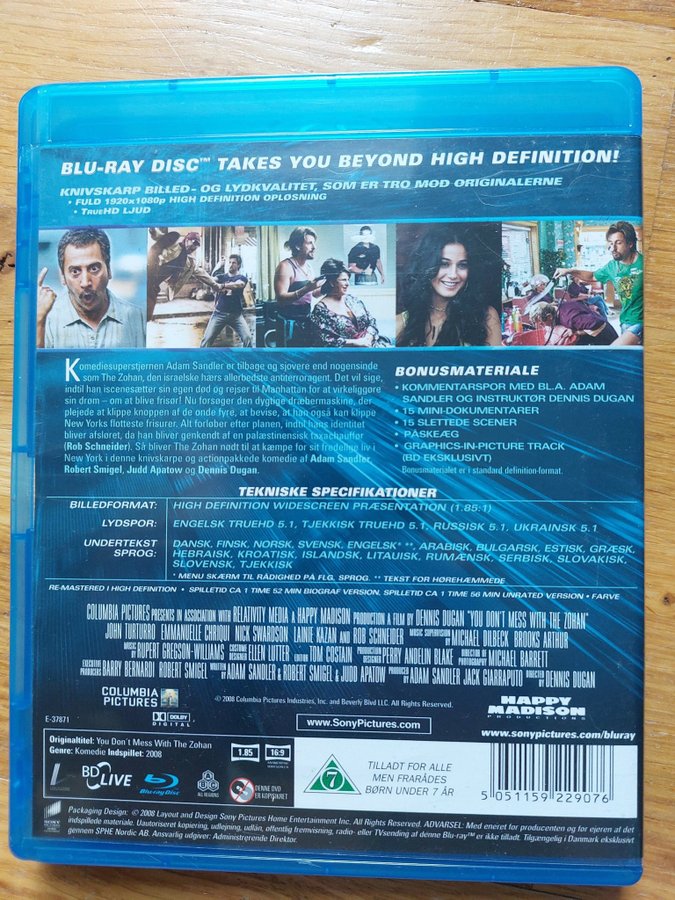 BLU-RAY DISC™ TAKES YOU BEYOND HIGH DEFINITION!
KNIVSKARP BILLED- OG LYDKVALITET, SOM ER TRO MOD ORIGINALERNE
• FULD 1920x1080p HIGH DEFINITION OPLØSNING
• TRUEHD LJUD
Komediesuperstjernen Adam Sandler er tilbage og sjovere end nogensinde
som The Zohan, den israelske hærs allerbedste antiterroragent. Det vil sige,
indtil han iscenesætter sin egen død og rejser til Manhattan for at virkeliggøre
sin drøm – om at blive frisør! Nu forsøger den dygtige dræbermaskine, der
plejede at klippe knoppen af de onde fyre, at bevise, at han også kan klippe
New Yorks flotteste frisurer. Alt forløber efter planen, indtil hans identitet
bliver afsløret, da han bliver genkendt af en palæstinensisk taxachauffør
(Rob Schneider). Så bliver The Zohan nødt til at kæmpe for sit fredelige liv i
New York i denne knivskarpe og actionpakkede komedie af Adam Sandler,
Robert Smigel, Judd Apatow og Dennis Dugan.
BONUSMATERIALE
• KOMMENTARSPOR MED BL.A. ADAM
SANDLER OG INSTRUKTØR DENNIS DUGAN
• 15 MINI-DOKUMENTARER
• 15 SLETTEDE SCENER
• PÅSKEÆG
• GRAPHICS-IN-PICTURE TRACK
(BD EKSKLUSIVT)
Bonusmaterialet er i standard definition-format.
TEKNISKE SPECIFIKATIONER
BILLEDFORMAT: HIGH DEFINITION WIDESCREEN PRÆSENTATION (1.85:1)
LYDSPOR: ENGELSK TRUEHD 5.1, TJEKKISK TRUEHD 5.1, RUSSISK 5.1, UKRAINSK 5.1
UNDERTEKST SPROG: DANSK, FINSK, NORSK, SVENSK, ENGELSK* **, ARABISK, BULGARSK, ESTISK, GRÆSK,
HEBRAISK, KROATISK, ISLANDSK, LITAUISK, RUMÆNSK, SERBISK, SLOVAKISK,
SLOVENSK, TJEKKISK
* MENU SKÆRM TIL RÅDIGHED PÅ FLG. SPROG. ** TEKST FOR HØREHÆMMEDE
RE-MASTERED I HIGH DEFINITION • SPILLETID CA 1 TIME 52 MIN BIOGRAF VERSION, SPILLETID CA 1 TIME 56 MIN UNRATED VERSION • FARVE
COLUMBIA PICTURES PRESENTS IN ASSOCIATION WITH RELATIVITY MEDIA A HAPPY MADISON PRODUCTION A FILM BY DENNIS DUGAN "YOU DON'T MESS WITH THE ZOHAN"
JOHN TURTURRO EMMANUELLE CHRIQUI NICK SWARDSON LAINIE KAZAN AND ROB SCHNEIDER MUSIC SUPERVISION BY MICHAEL DILBECK BROOKS ARTHUR
MUSIC BY RUPERT GREGSON-WILLIAMS COSTUME DESIGNER ELLEN LUTTER EDITOR TOM COSTAIN PRODUCTION DESIGNER PERRY ANDELIN BLAKE DIRECTOR OF PHOTOGRAPHY MICHAEL BARRETT
EXECUTIVE PRODUCERS BARRY BERNARDI ROBERT SMIGEL WRITTEN BY ADAM SANDLER & ROBERT SMIGEL & JUDD APATOW PRODUCED BY ADAM SANDLER JACK GIARRAPUTO DIRECTED BY DENNIS DUGAN
COLUMBIA
PICTURES
© 2008 Columbia Pictures Industries, Inc. and Beverly Blvd LLC. All Rights Reserved.
DOLBY
DIGITAL
www.SonyPictures.com
HAPPY
MADISON
PRODUCTIONS
E-37871
www.sonypictures.com/bluray
Originaltitel: You Don't Mess With The Zohan
Genre: Komedie Indspillet: 2008
1.85
16:9
BD LIVE
Blu-ray Disc
ALL REGIONS
DENNE DVD
ER KOPISIKRET
7
TILLADT FOR ALLE
MEN FRARÅDES
BØRN UNDER 7 ÅR
5 051159 229076
Packaging Design: © 2008 Layout and Design Sony Pictures Home Entertainment Inc. All Rights Reserved. ADVARSEL: Med eneret for producenten og for ejeren af det
indspillede materiale. Uautoriseret kopiering, udlejning, udlån, offentlig fremvisning, radio- eller TVsending af denne Blu-ray™ er ikke tilladt. Tilgængelig i Danmark eksklusivt
gennem SPHE Nordic AB. Ansvarlig udgiver: Administrerende Direktør.